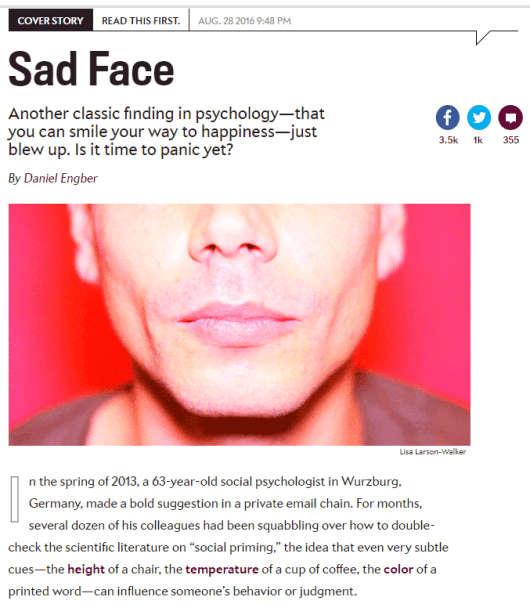 COVER STORY READ THIS FIRST. AUG. 28 2016 9:48 PM
Sad Face
Another classic finding in psychology—that
you can smile your way to happiness—just
blew up. Is it time to panic yet?
3.5k 1k 355
By Daniel Engber
Lisa Larson-Walker
In the spring of 2013, a 63-year-old social psychologist in Wurzburg,
Germany, made a bold suggestion in a private email chain. For months,
several dozen of his colleagues had been squabbling over how to double-
check the scientific literature on “social priming,” the idea that even very subtle
cues—the height of a chair, the temperature of a cup of coffee, the color of a
printed word—can influence someone’s behavior or judgment.